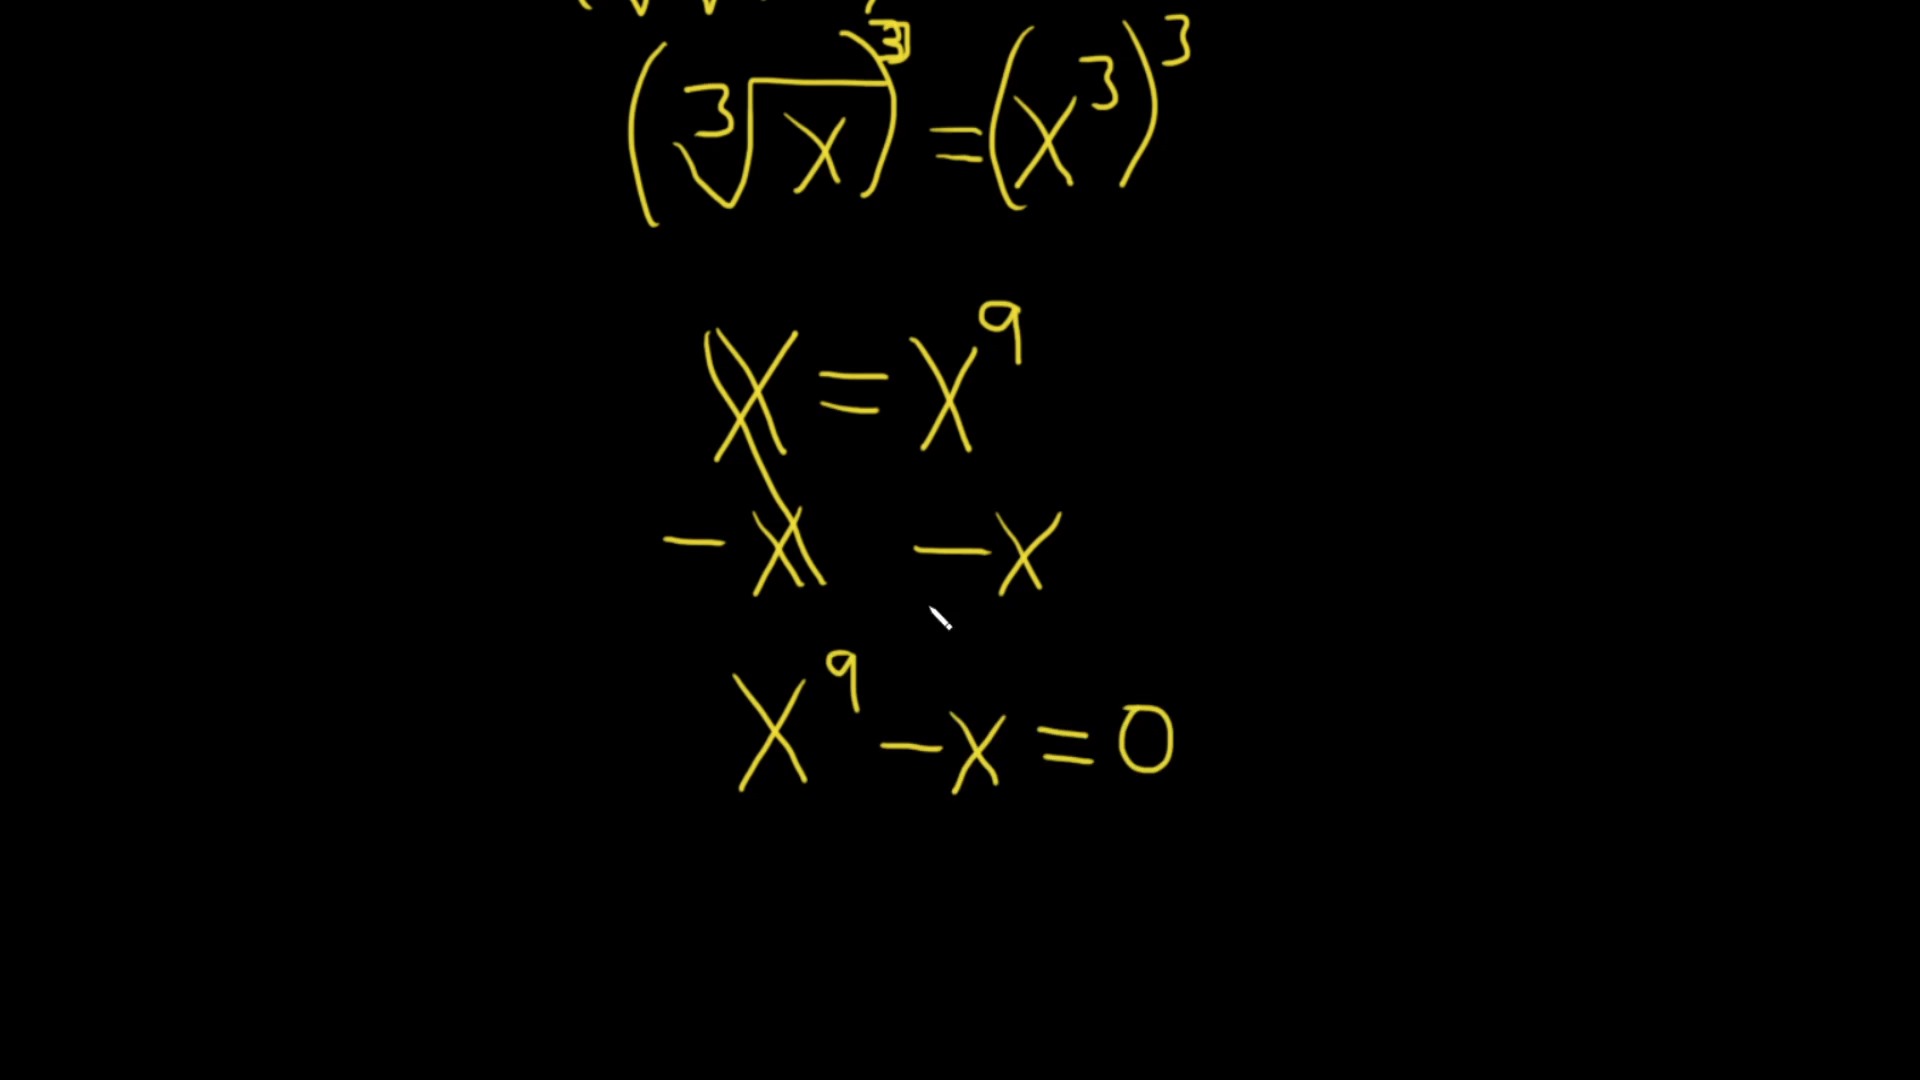 (∛x)³ = (x³)³
x = x⁹
- x - x
x⁹ - x = 0